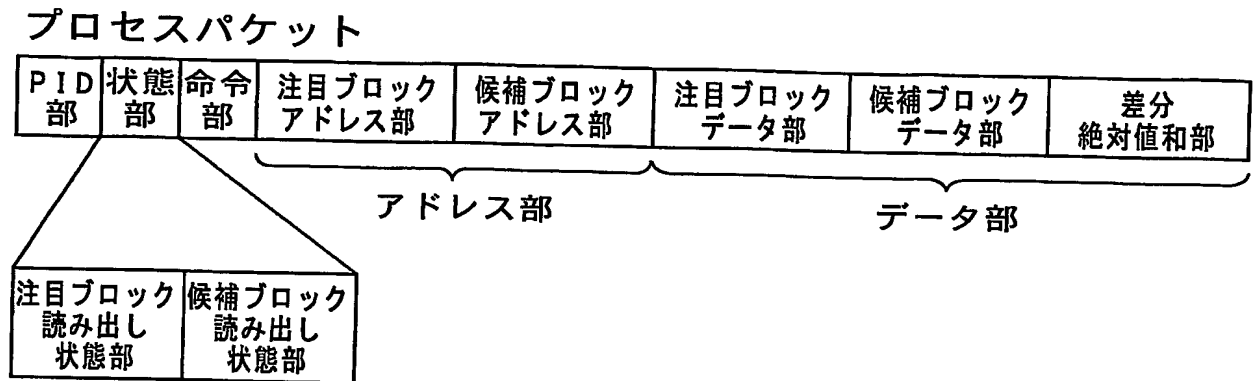 プロセスパケット
PID部
状態部
命令部
注目ブロック
アドレス部
候補ブロック
アドレス部
注目ブロック
データ部
候補ブロック
データ部
差分
絶対値和部
アドレス部
データ部
注目ブロック
読み出し
状態部
候補ブロック
読み出し
状態部